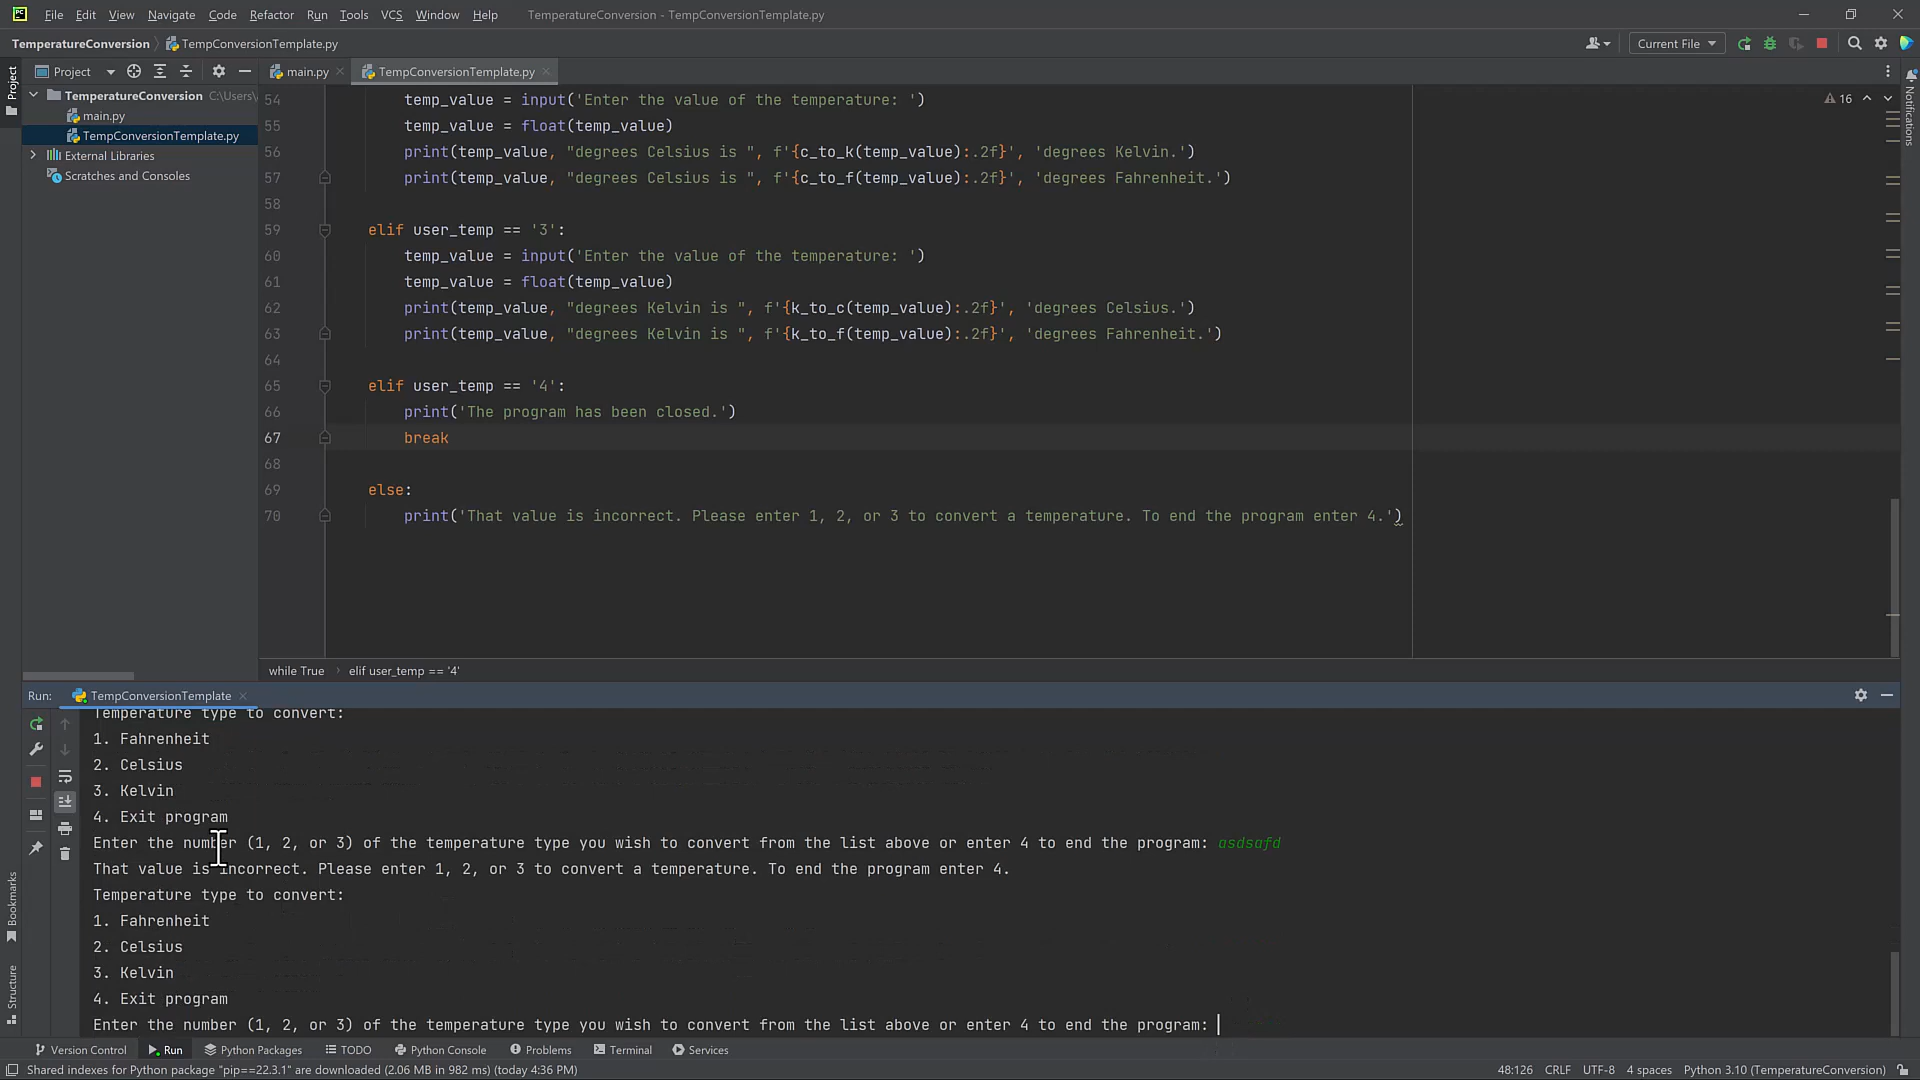 File Edit View Navigate Code Refactor Run Tools VCS Window Help TemperatureConversion - TempConversionTemplate.py
TemperatureConversion TempConversionTemplate.py Current File
Project
Project
main.py
TempConversionTemplate.py
TemperatureConversion C:\Users\
main.py
TempConversionTemplate.py
External Libraries
Scratches and Consoles
54 temp_value = input('Enter the value of the temperature: ')
55 temp_value = float(temp_value)
56 print(temp_value, "degrees Celsius is ", f'{c_to_k(temp_value):.2f}', 'degrees Kelvin.')
57 print(temp_value, "degrees Celsius is ", f'{c_to_f(temp_value):.2f}', 'degrees Fahrenheit.')
58
59 elif user_temp == '3':
60 temp_value = input('Enter the value of the temperature: ')
61 temp_value = float(temp_value)
62 print(temp_value, "degrees Kelvin is ", f'{k_to_c(temp_value):.2f}', 'degrees Celsius.')
63 print(temp_value, "degrees Kelvin is ", f'{k_to_f(temp_value):.2f}', 'degrees Fahrenheit.')
64
65 elif user_temp == '4':
66 print('The program has been closed.')
67 break
68
69 else:
70 print('That value is incorrect. Please enter 1, 2, or 3 to convert a temperature. To end the program enter 4.')
16
Notifications
while True elif user_temp == '4'
Run: TempConversionTemplate
Temperature type to convert:
1. Fahrenheit
2. Celsius
3. Kelvin
4. Exit program
Enter the number (1, 2, or 3) of the temperature type you wish to convert from the list above or enter 4 to end the program: asdsafd
That value is incorrect. Please enter 1, 2, or 3 to convert a temperature. To end the program enter 4.
Temperature type to convert:
1. Fahrenheit
2. Celsius
3. Kelvin
4. Exit program
Enter the number (1, 2, or 3) of the temperature type you wish to convert from the list above or enter 4 to end the program:
Bookmarks
Structure
Version Control Run Python Packages TODO Python Console Problems Terminal Services
Shared indexes for Python package "pip==22.3.1" are downloaded (2.06 MB in 982 ms) (today 4:36 PM) 48:126 CRLF UTF-8 4 spaces Python 3.10 (TemperatureConversion)